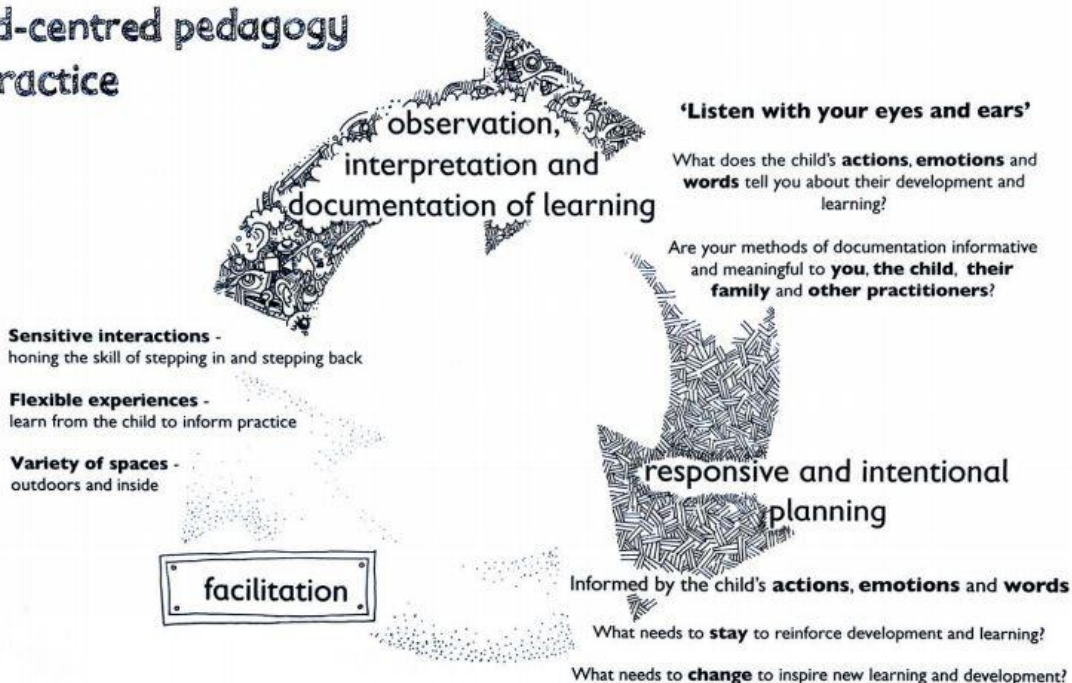 d-centred pedagogy
ractice
observation,
interpretation and
documentation of learning
'Listen with your eyes and ears'
What does the child's actions, emotions and
words tell you about their development and
learning?
Are your methods of documentation informative
and meaningful to you, the child, their
family and other practitioners?
responsive and intentional
planning
Informed by the child's actions, emotions and words
What needs to stay to reinforce development and learning?
What needs to change to inspire new learning and development?
facilitation
Sensitive interactions -
honing the skill of stepping in and stepping back
Flexible experiences -
learn from the child to inform practice
Variety of spaces -
outdoors and inside